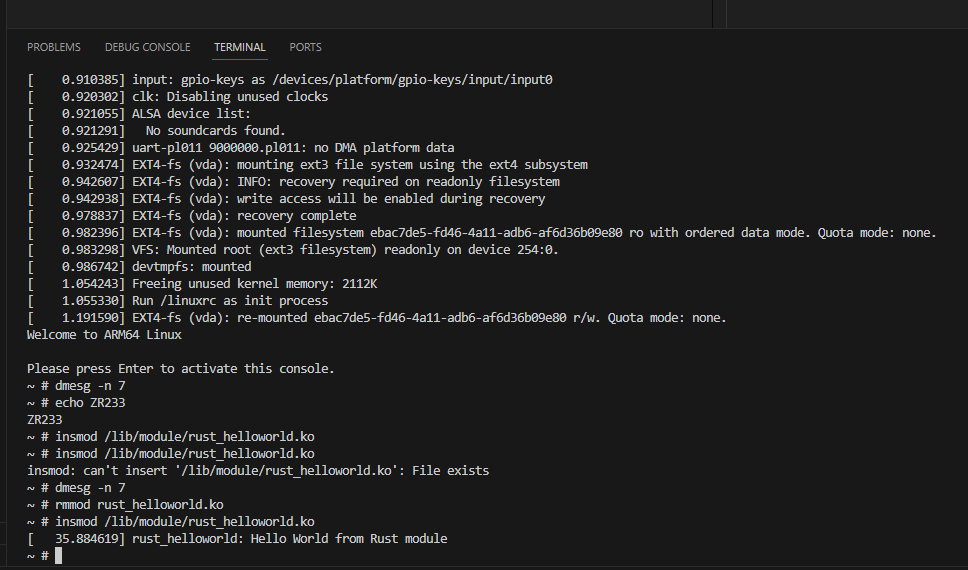 PROBLEMS DEBUG CONSOLE TERMINAL PORTS
[    0.910385] input: gpio-keys as /devices/platform/gpio-keys/input/input0
[    0.920302] clk: Disabling unused clocks
[    0.921055] ALSA device list:
[    0.921291]   No soundcards found.
[    0.925429] uart-pl011 9000000.pl011: no DMA platform data
[    0.932474] EXT4-fs (vda): mounting ext3 file system using the ext4 subsystem
[    0.942607] EXT4-fs (vda): INFO: recovery required on readonly filesystem
[    0.942938] EXT4-fs (vda): write access will be enabled during recovery
[    0.978837] EXT4-fs (vda): recovery complete
[    0.982396] EXT4-fs (vda): mounted filesystem ebac7de5-fd46-4a11-adb6-af6d36b09e80 ro with ordered data mode. Quota mode: none.
[    0.983298] VFS: Mounted root (ext3 filesystem) readonly on device 254:0.
[    0.986742] devtmpfs: mounted
[    1.054243] Freeing unused kernel memory: 2112K
[    1.055330] Run /linuxrc as init process
[    1.191590] EXT4-fs (vda): re-mounted ebac7de5-fd46-4a11-adb6-af6d36b09e80 r/w. Quota mode: none.
Welcome to ARM64 Linux
Please press Enter to activate this console.
~ # dmesg -n 7
~ # echo ZR233
ZR233
~ # insmod /lib/module/rust_helloworld.ko
~ # insmod /lib/module/rust_helloworld.ko
insmod: can't insert '/lib/module/rust_helloworld.ko': File exists
~ # dmesg -n 7
~ # rmmod rust_helloworld.ko
~ # insmod /lib/module/rust_helloworld.ko
[   35.884619] rust_helloworld: Hello World from Rust module
~ #